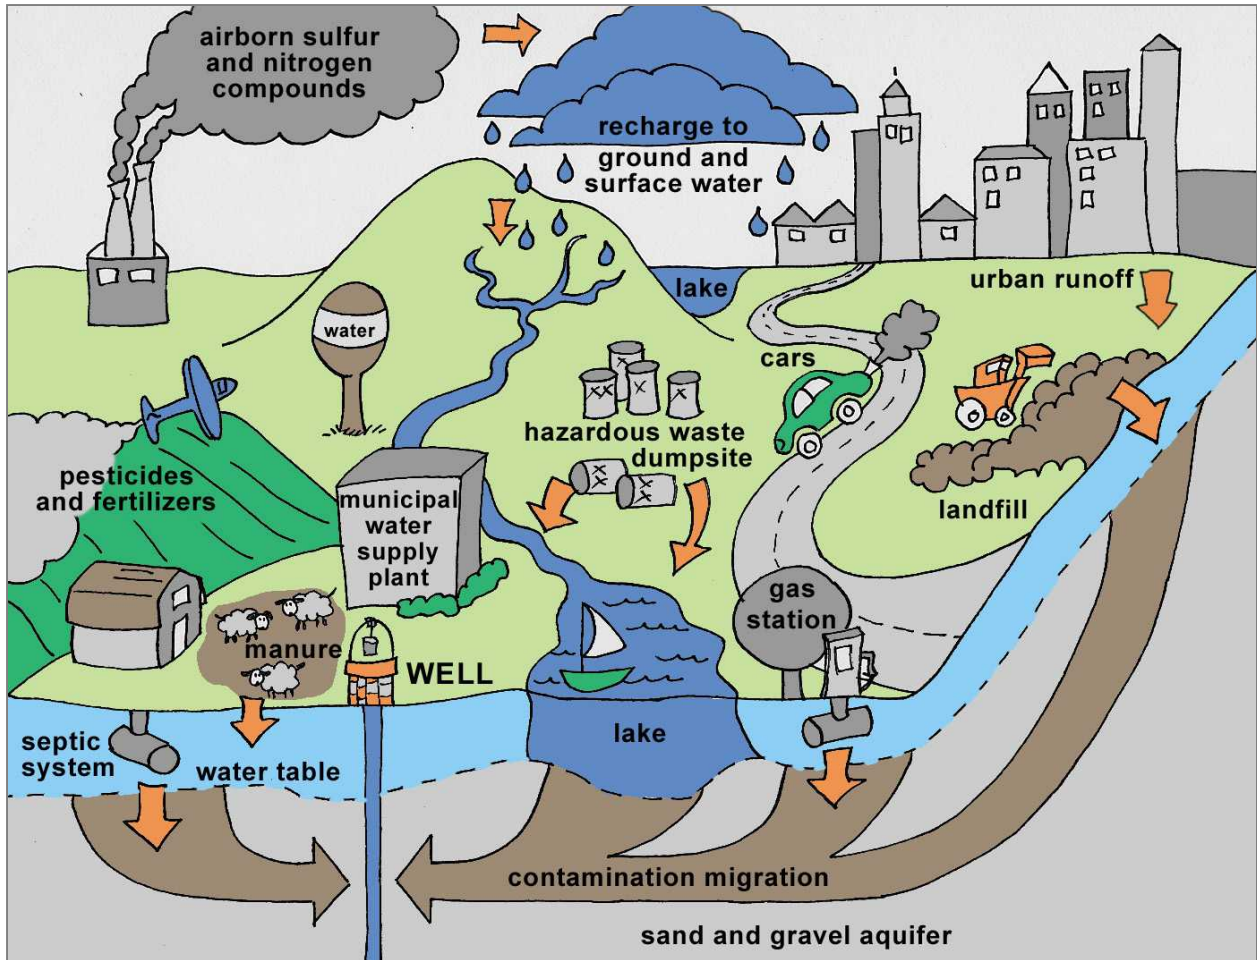 airborn sulfur
and nitrogen
compounds
recharge to
ground and
surface water
lake
urban runoff
water
cars
hazardous waste
dumpsite
pesticides
and fertilizers
municipal
water
supply
plant
landfill
gas
station
manure
WELL
septic
system
water table
lake
contamination migration
sand and gravel aquifer